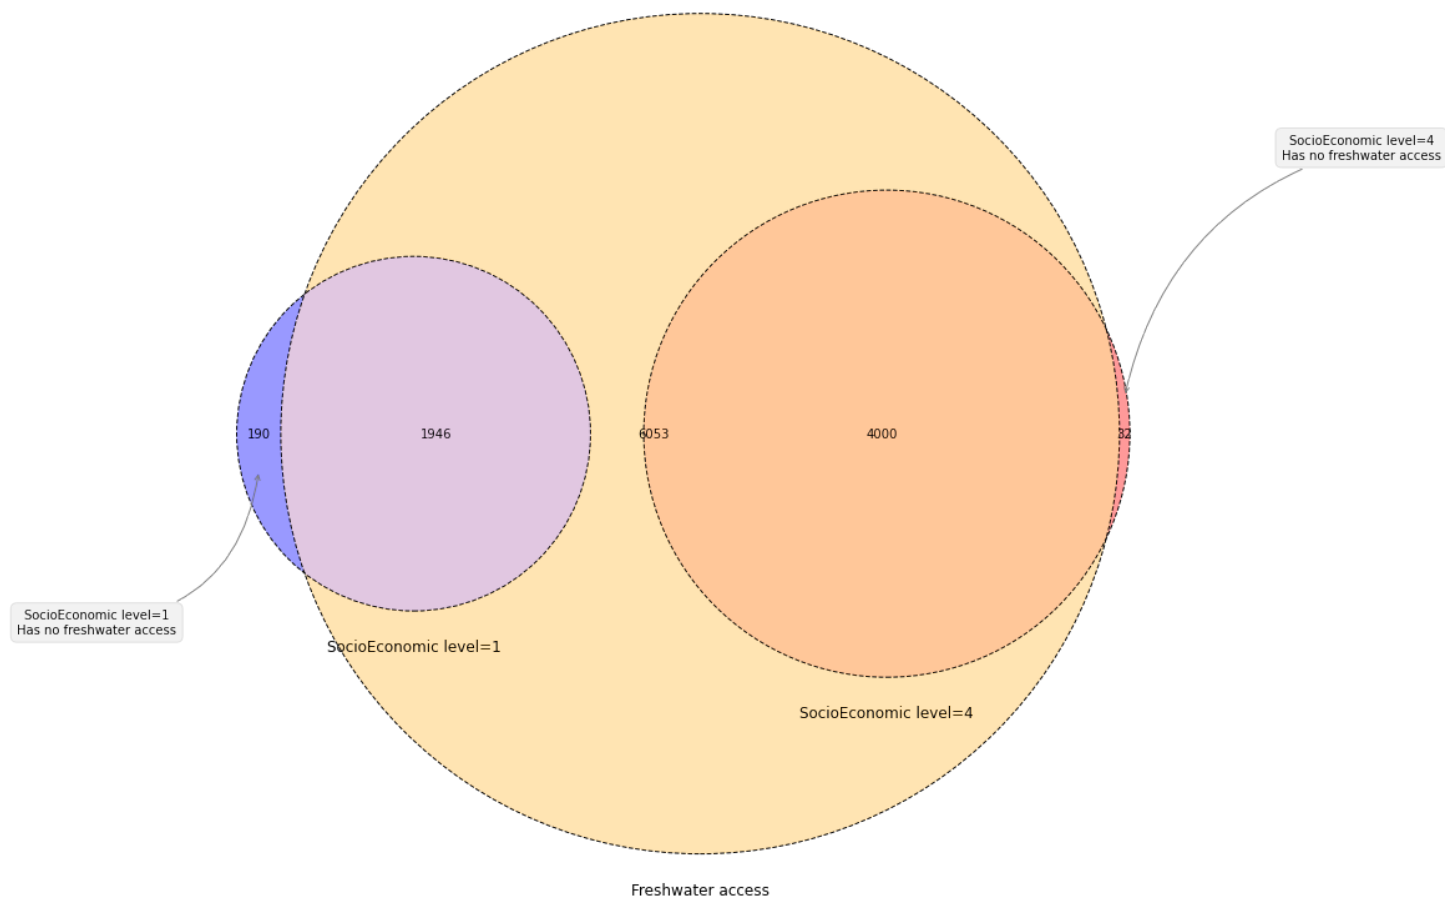 SocioEconomic level=4
Has no freshwater access
190
1946
6053
4000
32
SocioEconomic level=1
Has no freshwater access
SocioEconomic level=1
SocioEconomic level=4
Freshwater access